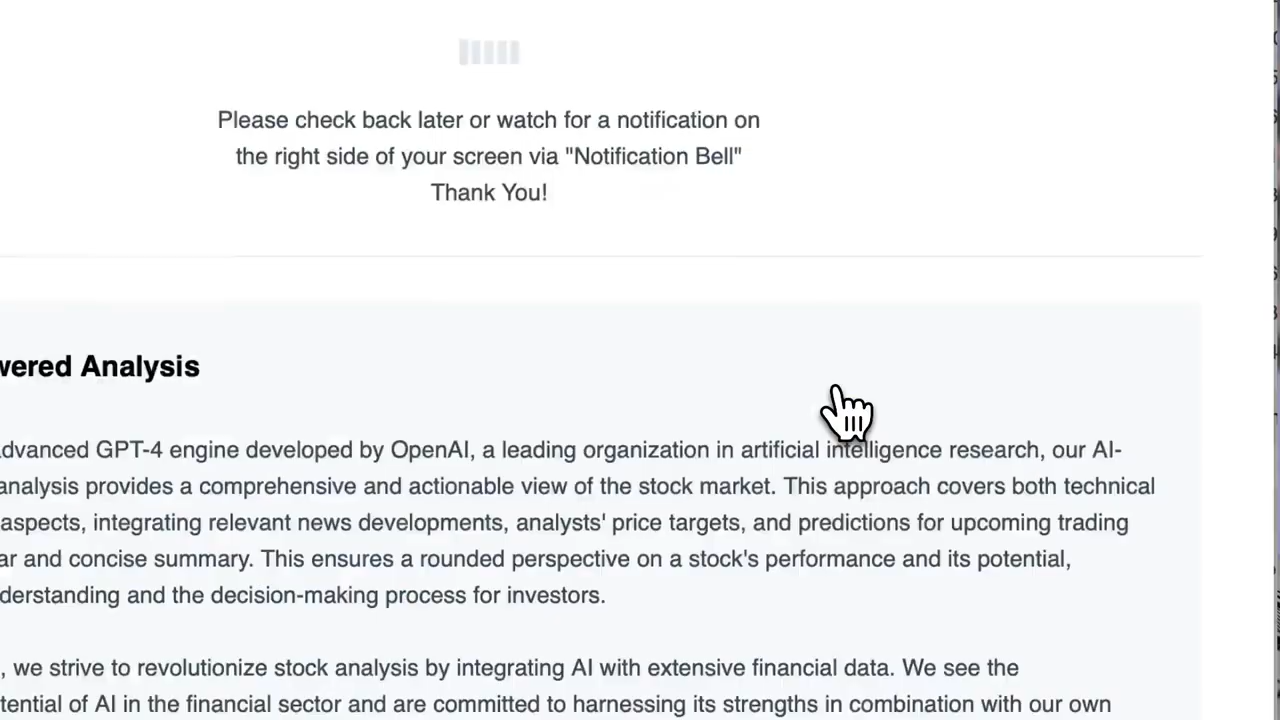 Please check back later or watch for a notification on
the right side of your screen via "Notification Bell"
Thank You!
wered Analysis
dvanced GPT-4 engine developed by OpenAI, a leading organization in artificial intelligence research, our AI-
analysis provides a comprehensive and actionable view of the stock market. This approach covers both technical
aspects, integrating relevant news developments, analysts' price targets, and predictions for upcoming trading
ar and concise summary. This ensures a rounded perspective on a stock's performance and its potential,
derstanding and the decision-making process for investors.
, we strive to revolutionize stock analysis by integrating AI with extensive financial data. We see the
tential of AI in the financial sector and are committed to harnessing its strengths in combination with our own